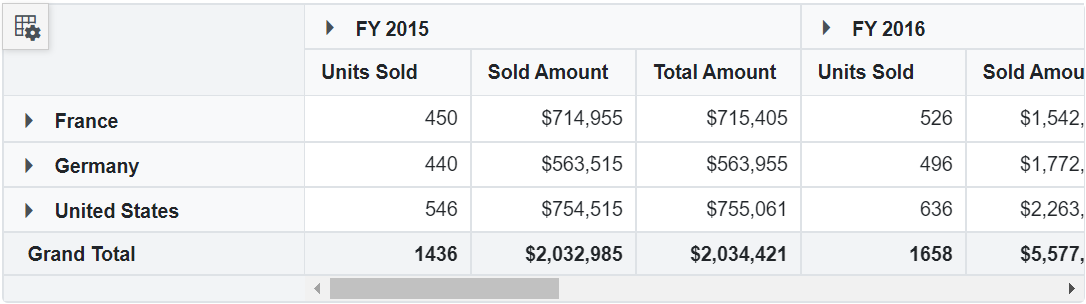 FY 2015 FY 2016
Units Sold Sold Amount Total Amount Units Sold Sold Amou
France 450 $714,955 $715,405 526 $1,542,
Germany 440 $563,515 $563,955 496 $1,772,
United States 546 $754,515 $755,061 636 $2,263,
Grand Total 1436 $2,032,985 $2,034,421 1658 $5,577,